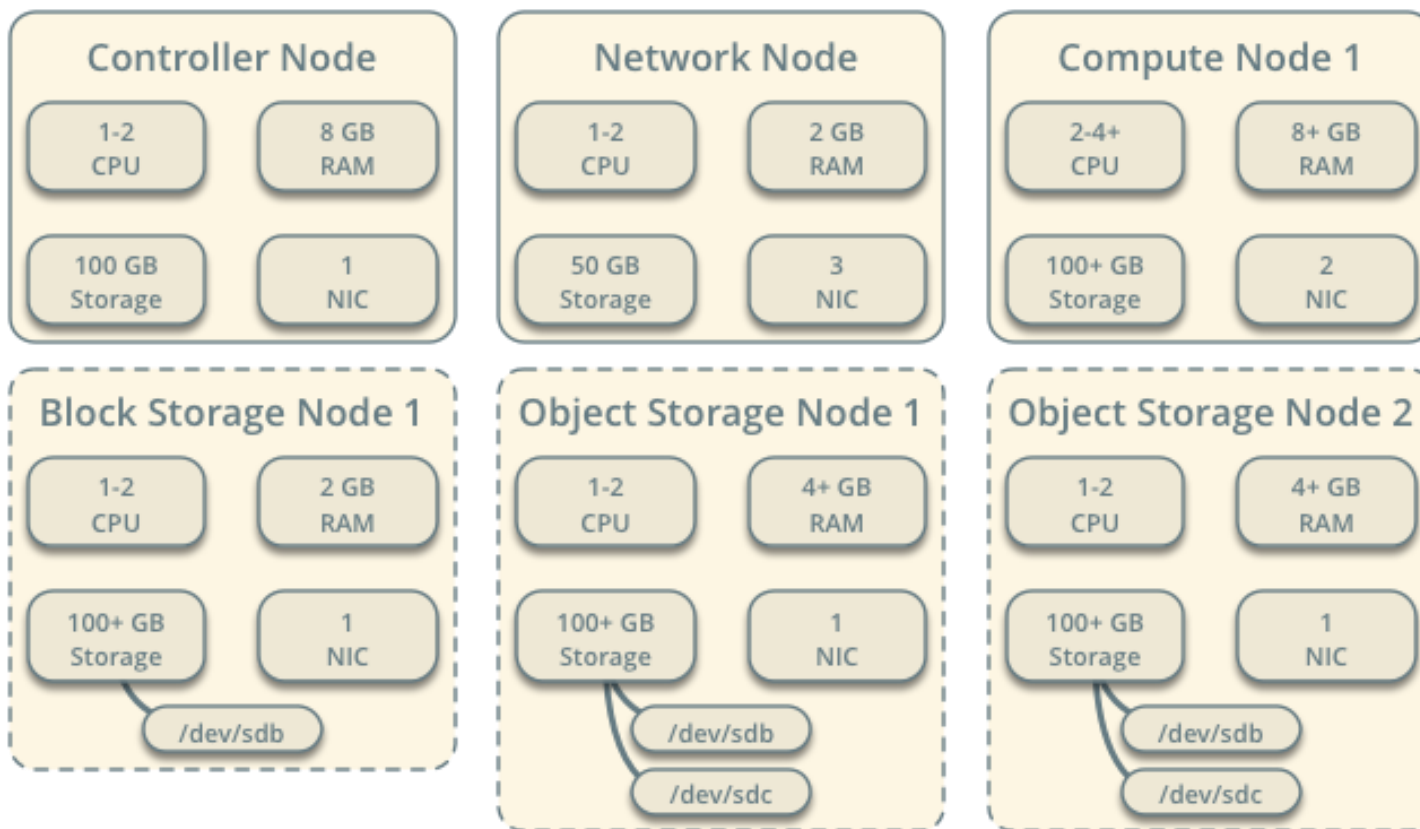 Controller Node
1-2
CPU
8 GB
RAM
100 GB
Storage
1
NIC
Network Node
1-2
CPU
2 GB
RAM
50 GB
Storage
3
NIC
Compute Node 1
2-4+
CPU
8+ GB
RAM
100+ GB
Storage
2
NIC
Block Storage Node 1
1-2
CPU
2 GB
RAM
100+ GB
Storage
1
NIC
/dev/sdb
Object Storage Node 1
1-2
CPU
4+ GB
RAM
100+ GB
Storage
1
NIC
/dev/sdb
/dev/sdc
Object Storage Node 2
1-2
CPU
4+ GB
RAM
100+ GB
Storage
1
NIC
/dev/sdb
/dev/sdc